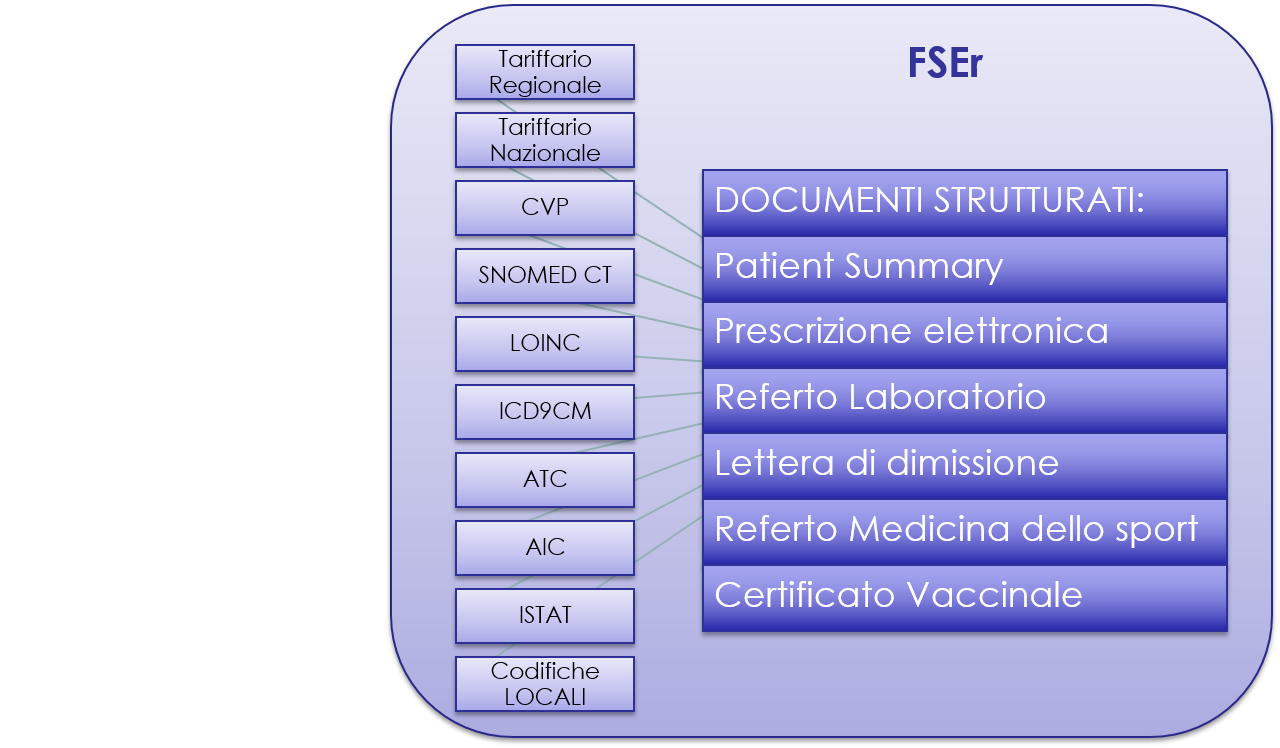 FSEr
Tariffario
Regionale
Tariffario
Nazionale
CVP
SNOMED CT
LOINC
ICD9CM
ATC
AIC
ISTAT
Codifiche
LOCALI
DOCUMENTI STRUTTURATI:
Patient Summary
Prescrizione elettronica
Referto Laboratorio
Lettera di dimissione
Referto Medicina dello sport
Certificato Vaccinale